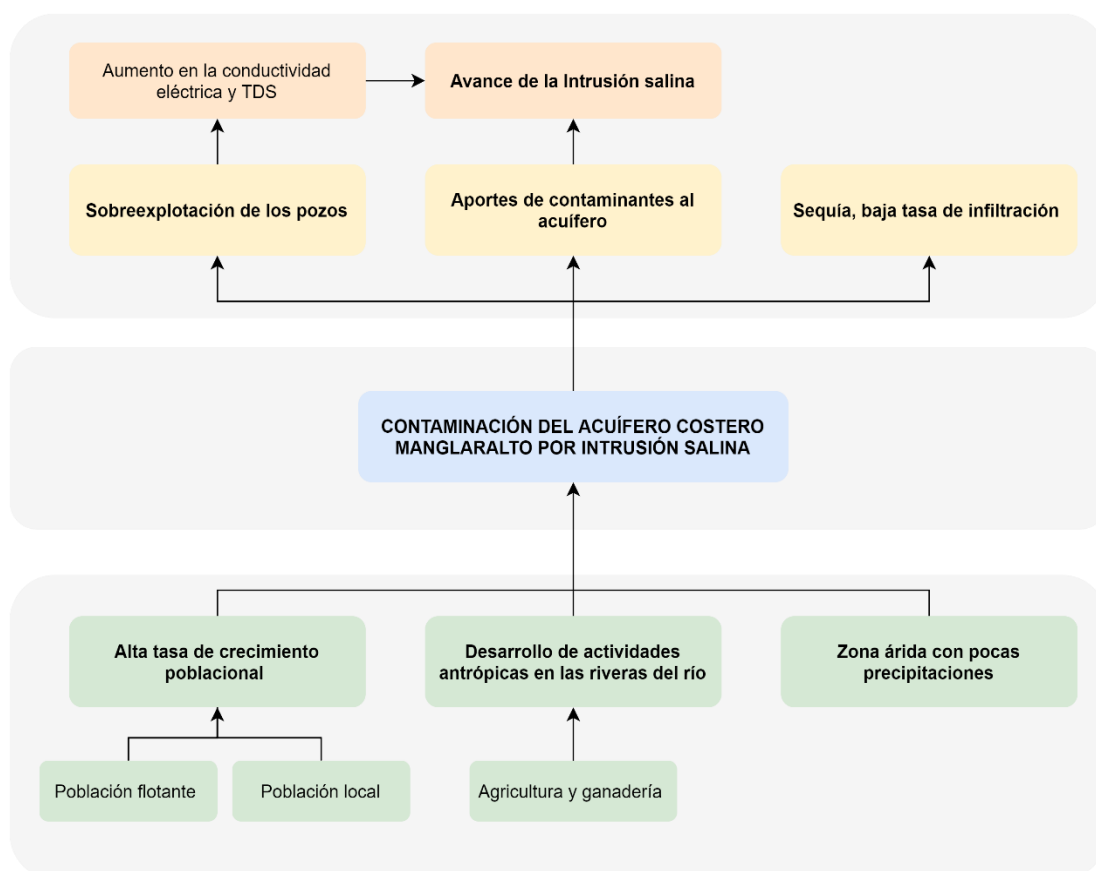 Aumento en la conductividad
eléctrica y TDS
Avance de la Intrusión salina
Sobreexplotación de los pozos
Aportes de contaminantes al
acuífero
Sequía, baja tasa de infiltración
CONTAMINACIÓN DEL ACUÍFERO COSTERO
MANGLARALTO POR INTRUSIÓN SALINA
Alta tasa de crecimiento
poblacional
Desarrollo de actividades
antrópicas en las riveras del río
Zona árida con pocas
precipitaciones
Población flotante
Población local
Agricultura y ganadería